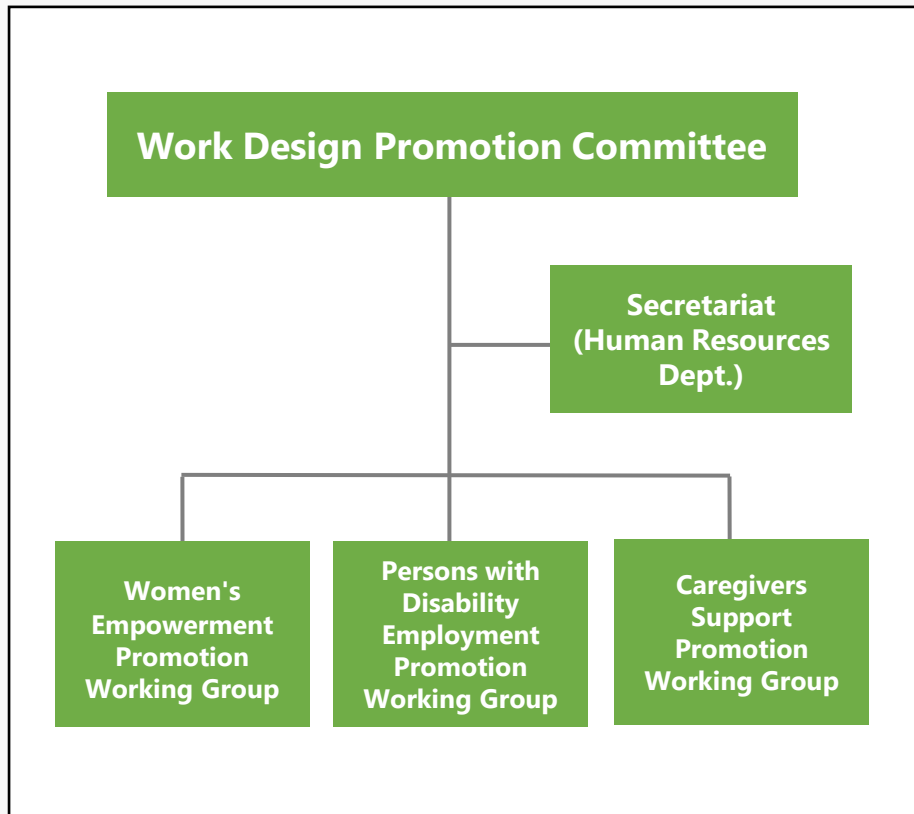 Work Design Promotion Committee
Secretariat
(Human Resources
Dept.)
Women's
Empowerment
Promotion
Working Group
Persons with
Disability
Employment
Promotion
Working Group
Caregivers
Support
Promotion
Working Group